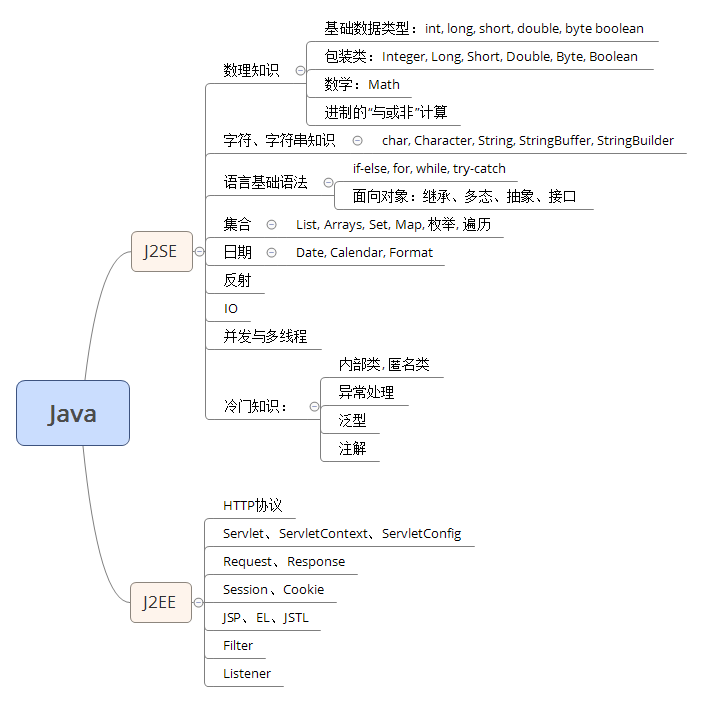 基础数据类型：int, long, short, double, byte boolean
数理知识
包装类：Integer, Long, Short, Double, Byte, Boolean
数学：Math
进制的“与或非”计算
字符、字符串知识
char, Character, String, StringBuffer, StringBuilder
if-else, for, while, try-catch
语言基础语法
面向对象：继承、多态、抽象、接口
集合
List, Arrays, Set, Map, 枚举, 遍历
J2SE
日期
Date, Calendar, Format
反射
IO
并发与多线程
内部类, 匿名类
异常处理
冷门知识：
泛型
注解
Java
HTTP协议
Servlet、ServletContext、ServletConfig
Request、Response
Session、Cookie
J2EE
JSP、EL、JSTL
Filter
Listener